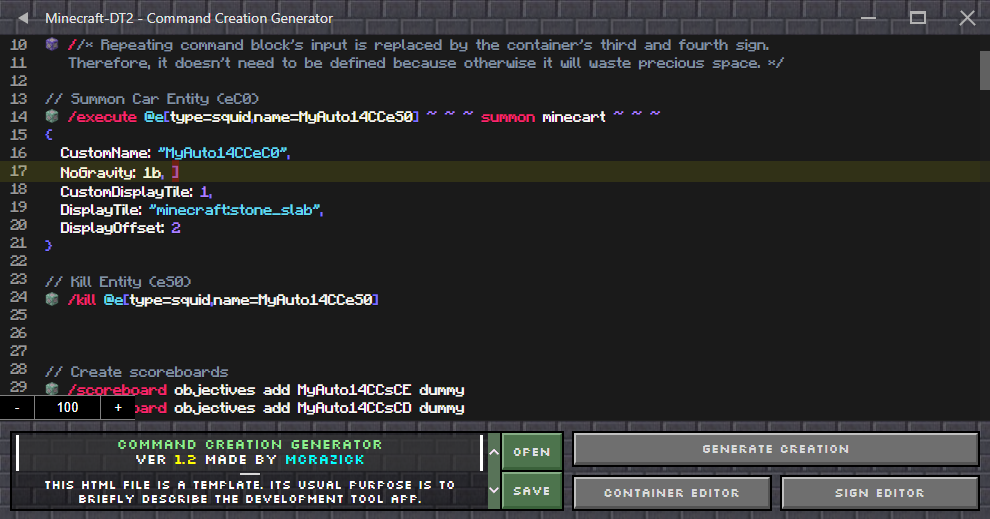 Minecraft-DT2 - Command Creation Generator
10 //* Repeating command block's input is replaced by the container's third and fourth sign.
11 Therefore, it doesn't need to be defined because otherwise it will waste precious space. */
12
13 // Summon Car Entity (eC0)
14 /execute @e[type=squid,name=MyAuto14CCeS0] ~ ~ ~ summon minecart ~ ~ ~
15 {
16 CustomName: "MyAuto14CCeC0",
17 NoGravity: 1b, ]
18 CustomDisplayTile: 1,
19 DisplayTile: "minecraft:stone_slab",
20 DisplayOffset: 2
21 }
22
23 // Kill Entity (eS0)
24 /kill @e[type=squid,name=MyAuto14CCeS0]
25
26
27
28 // Create scoreboards
29 /scoreboard objectives add MyAuto14CCsCE dummy
- 100 + board objectives add MyAuto14CCsCD dummy
COMMAND CREATION GENERATOR
VER 1.2 MADE BY MCRAZICK
THIS HTML FILE IS A TEMPLATE. ITS USUAL PURPOSE IS TO
BRIEFLY DESCRIBE THE DEVELOPMENT TOOL APP.
OPEN
SAVE
GENERATE CREATION
CONTAINER EDITOR
SIGN EDITOR